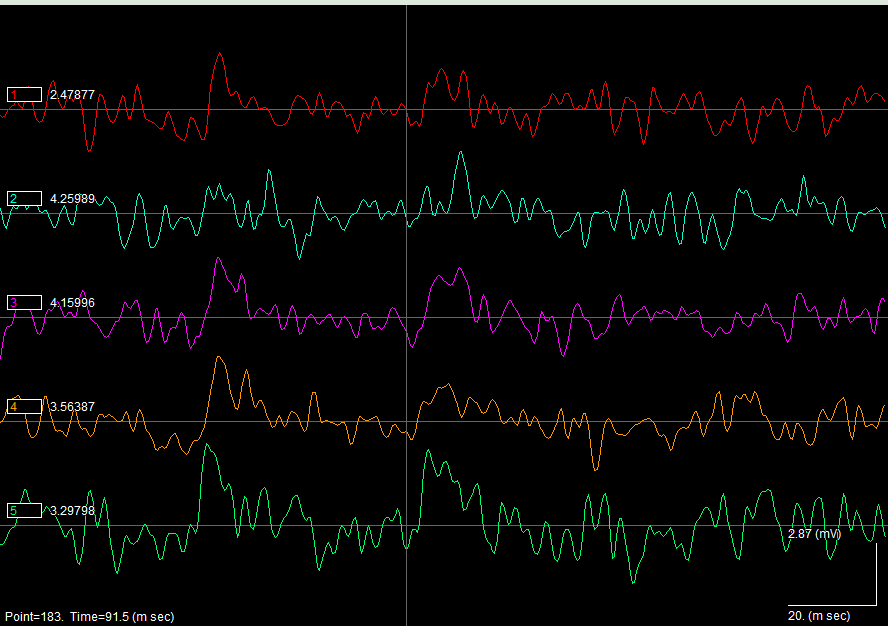 1 2.47877
2 4.25989
3 4.15996
4 3.56387
5 3.29798
2.87 (mV)
20. (m sec)
Point=183. Time=91.5 (m sec)